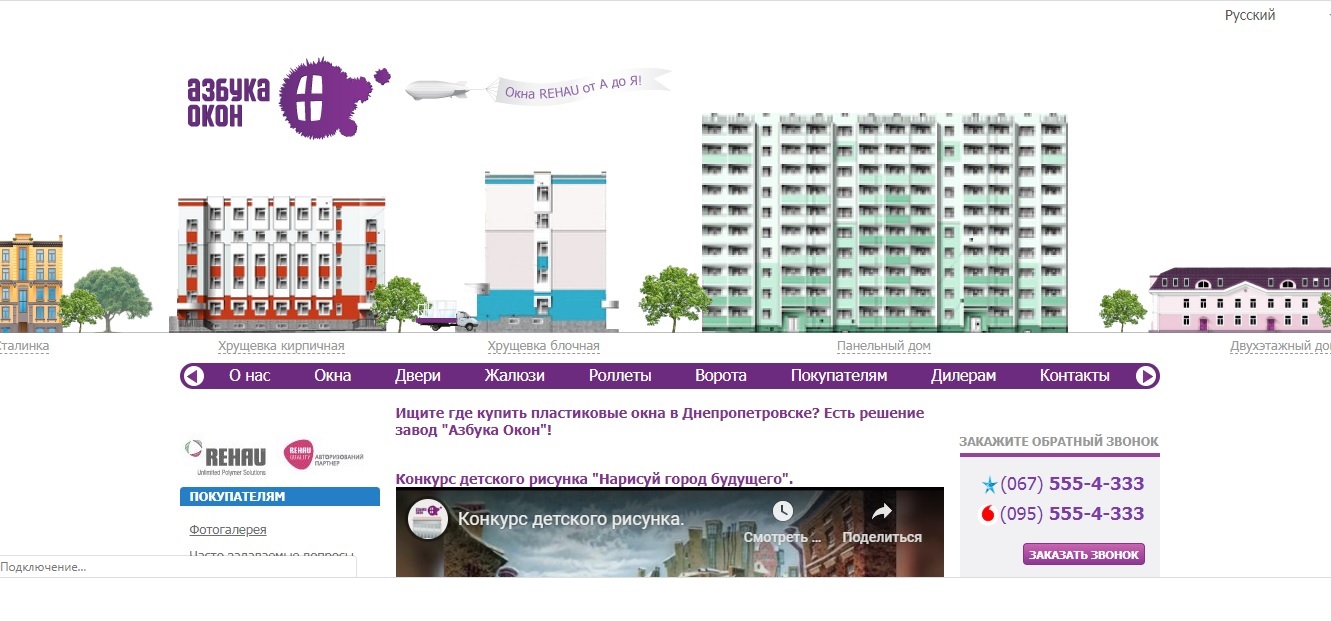 Русский
азбука
окон
Окна REHAU от А до Я!
Сталинка
Хрущевка кирпичная
Хрущевка блочная
Панельный дом
Двухэтажный до
О нас
Окна
Двери
Жалюзи
Роллеты
Ворота
Покупателям
Дилерам
Контакты
Ищите где купить пластиковые окна в Днепропетровске? Есть решение
завод "Азбука Окон"!
ЗАКАЖИТЕ ОБРАТНЫЙ ЗВОНОК
REHAU
Unlimited Polymer Solutions
REHAU
QUALITY
АВТОРИЗОВАНИЙ
ПАРТНЕР
Конкурс детского рисунка "Нарисуй город будущего".
(067) 555-4-333
(095) 555-4-333
ЗАКАЗАТЬ ЗВОНОК
ПОКУПАТЕЛЯМ
Фотогалерея
Часто задаваемые вопросы
Конкурс детского рисунка.
Смотреть ...
Поделиться
Подключение...